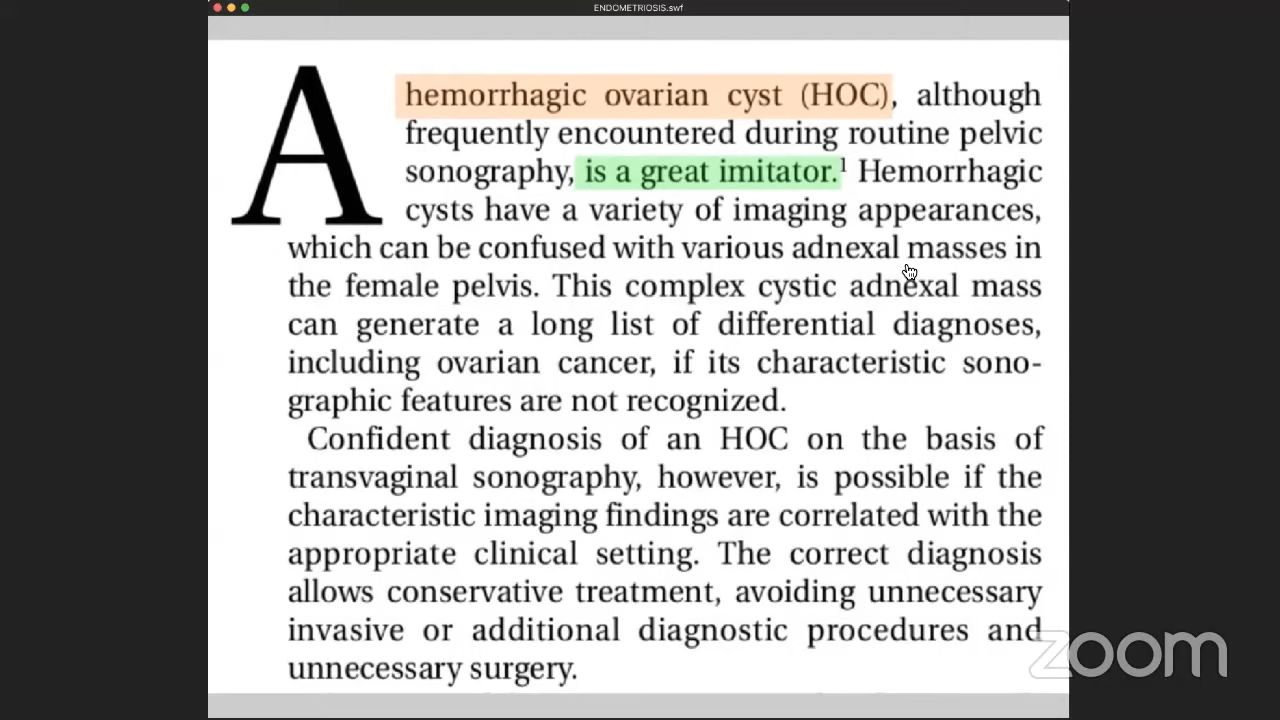 ENDOMETRIOSIS.swf
A hemorrhagic ovarian cyst (HOC), although
frequently encountered during routine pelvic
sonography, is a great imitator.¹ Hemorrhagic
cysts have a variety of imaging appearances,
which can be confused with various adnexal masses in
the female pelvis. This complex cystic adnexal mass
can generate a long list of differential diagnoses,
including ovarian cancer, if its characteristic sono-
graphic features are not recognized.
Confident diagnosis of an HOC on the basis of
transvaginal sonography, however, is possible if the
characteristic imaging findings are correlated with the
appropriate clinical setting. The correct diagnosis
allows conservative treatment, avoiding unnecessary
invasive or additional diagnostic procedures and
unnecessary surgery.
zoom